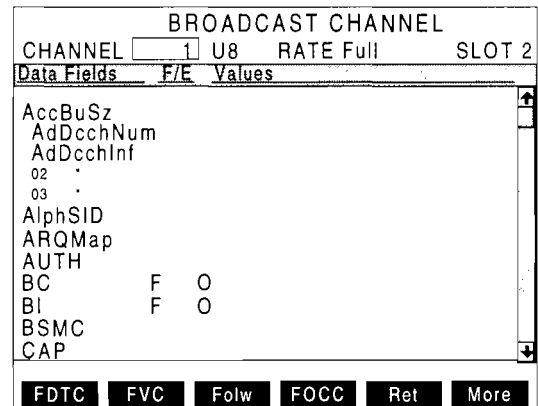 BROADCAST CHANNEL
CHANNEL 1 U8 RATE Full SLOT 2
Data Fields F/E Values
AccBuSz
AdDcchNum
AdDcchInf
02 "
03 "
AlphSID
ARQMap
AUTH
BC F O
BI F O
BSMC
CAP
FDTC FVC Folw FOCC Ret More